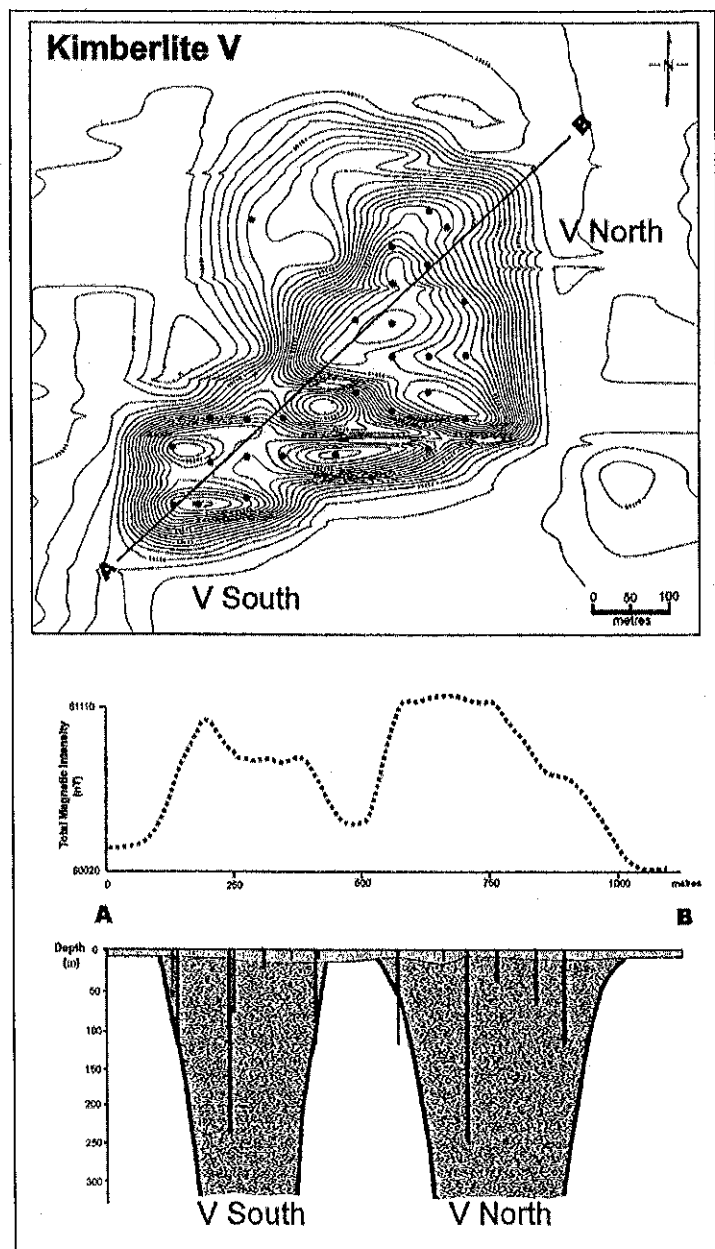 Kimberlite V
N
B
V North
A
V South
0 50 100
metres
61110
Total Magnetic Intensity
(nT)
60020
0 250 500 750 1000 metres
A B
Depth
(m)
0
50
100
150
200
250
300
V South V North